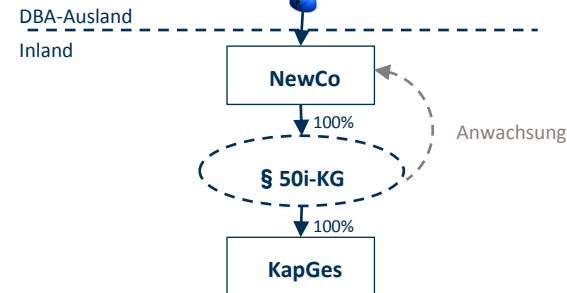 DBA-Ausland
Inland
NewCo
100%
Anwachsung
§ 50i-KG
100%
KapGes